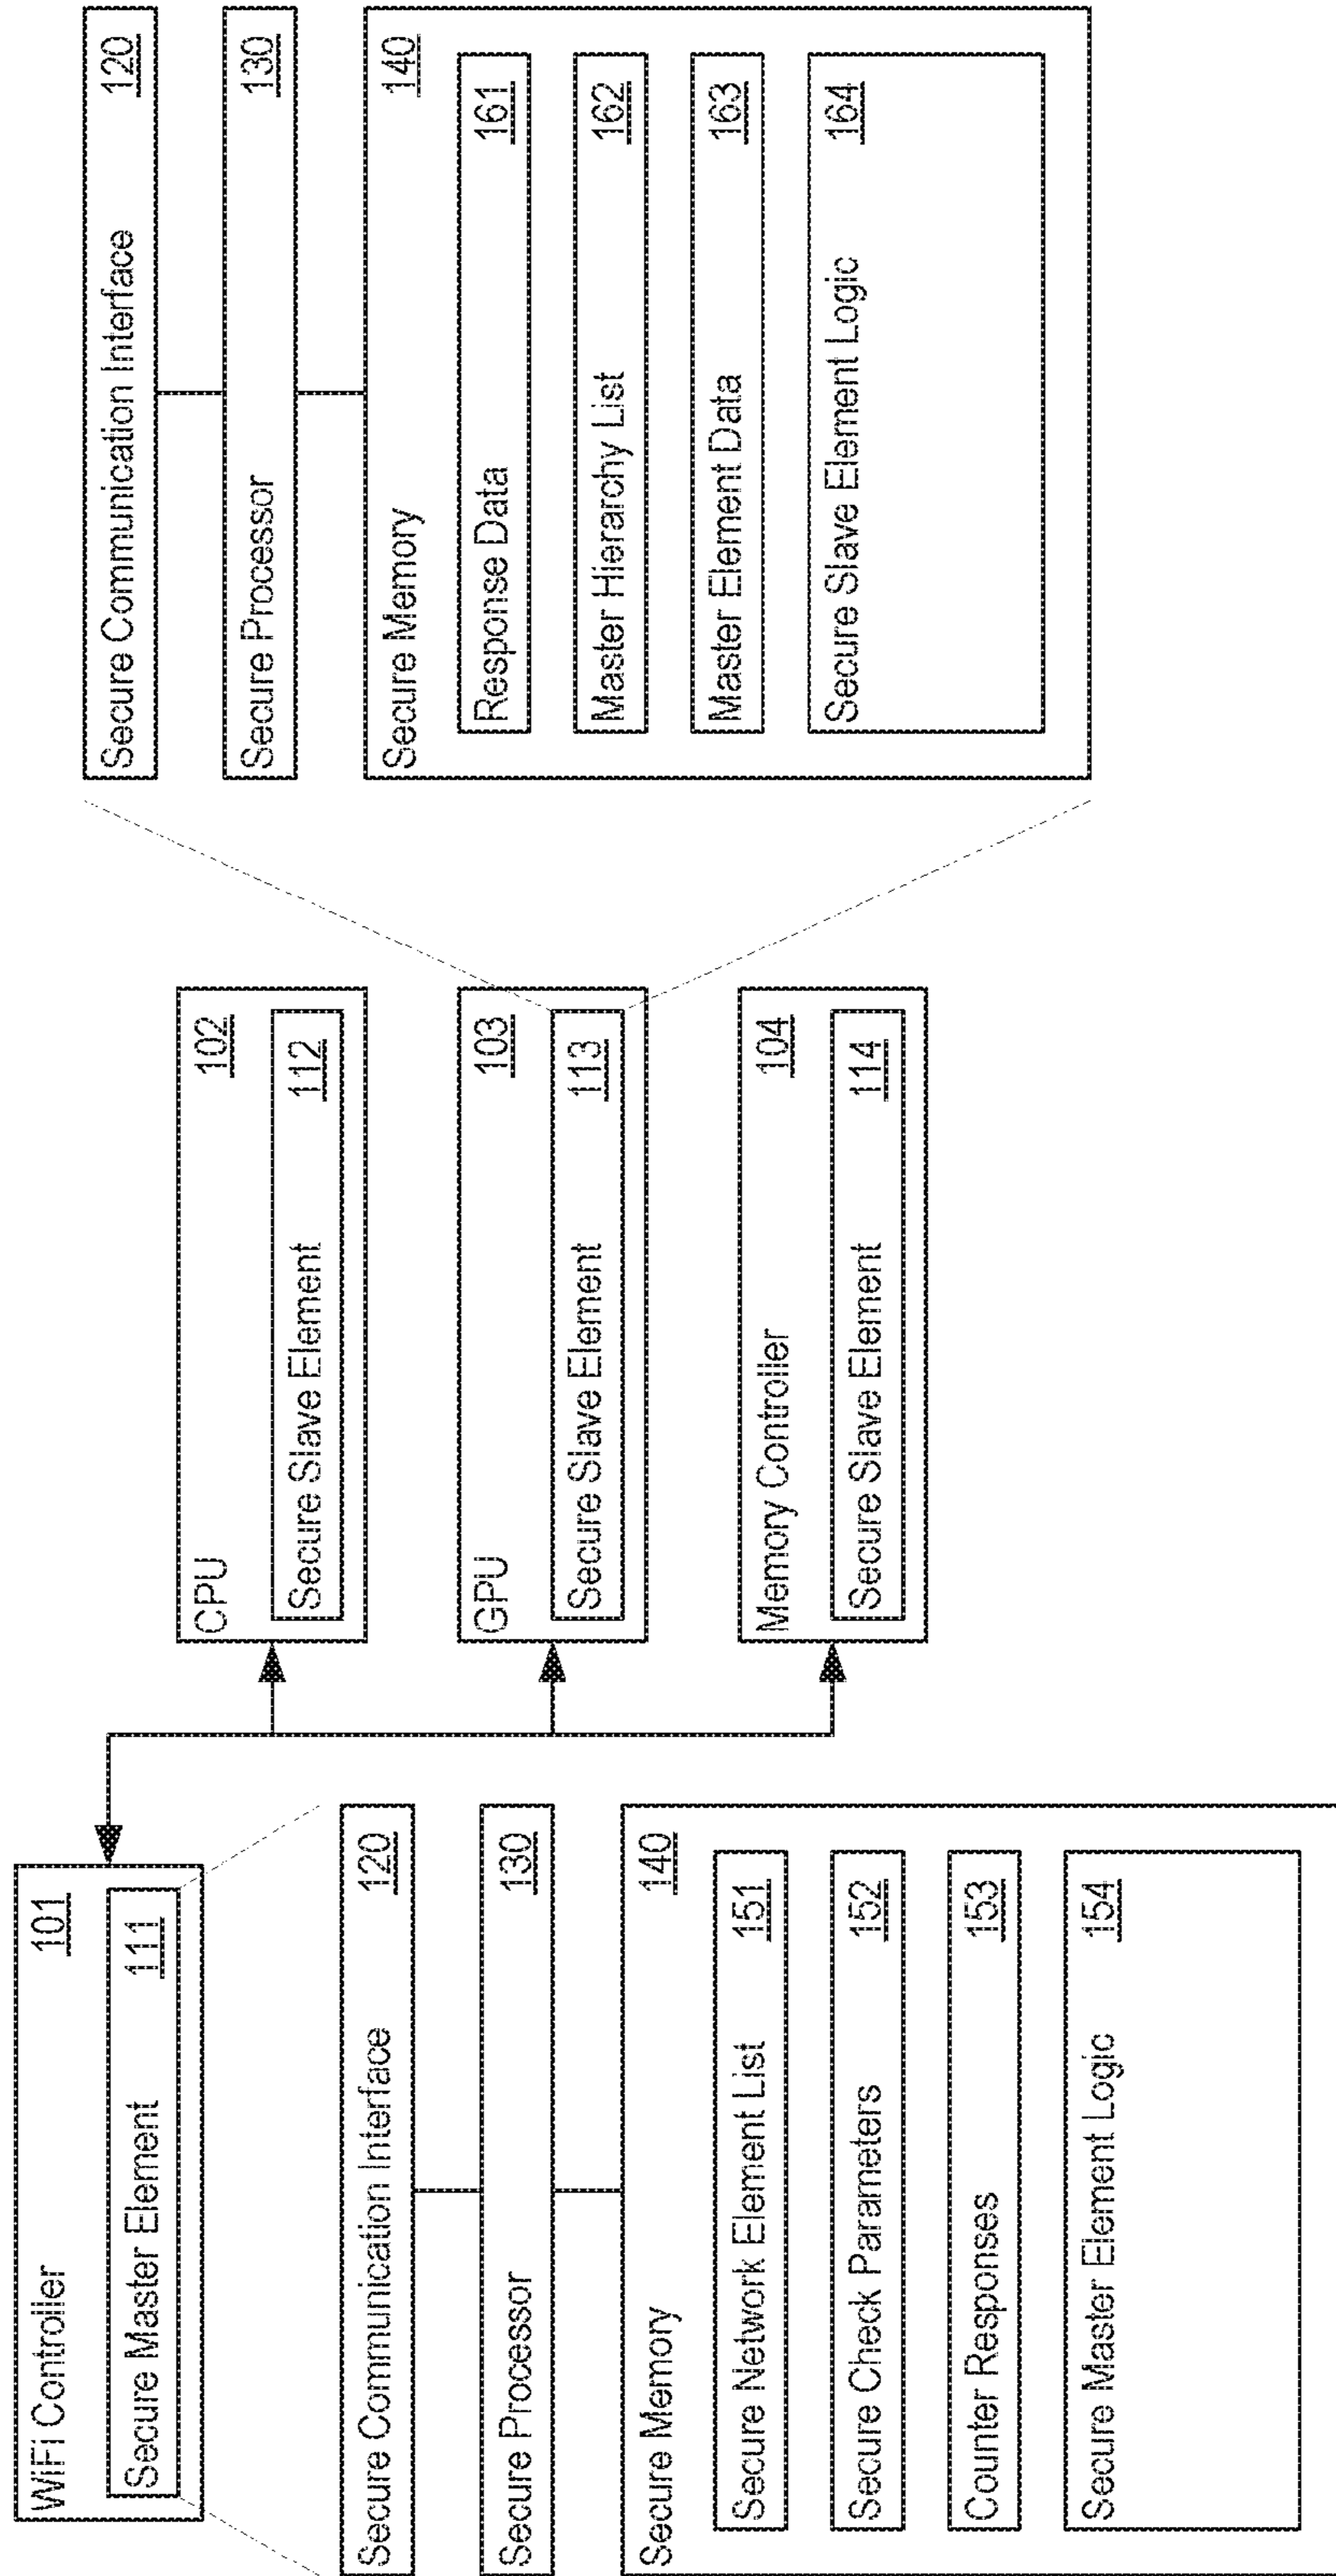 WiFi Controller 101
Secure Master Element 111
Secure Communication Interface 120
Secure Processor 130
Secure Memory 140
Secure Network Element List 151
Secure Check Parameters 152
Counter Responses 153
Secure Master Element Logic 154
CPU 102
Secure Slave Element 112
GPU 103
Secure Slave Element 113
Memory Controller 104
Secure Slave Element 114
Secure Communication Interface 120
Secure Processor 130
Secure Memory 140
Response Data 161
Master Hierarchy List 162
Master Element Data 163
Secure Slave Element Logic 164